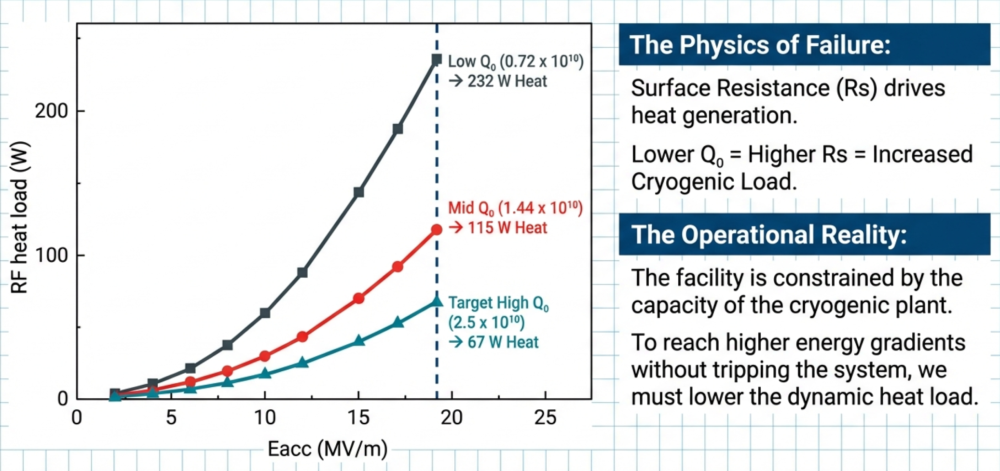 RF heat load (W)
200
100
0
0
5
10
15
20
25
Eacc (MV/m)
Low Q₀ (0.72 x 10¹⁰)
→ 232 W Heat
Mid Q₀ (1.44 x 10¹⁰)
→ 115 W Heat
Target High Q₀
(2.5 x 10¹⁰)
→ 67 W Heat
The Physics of Failure:
Surface Resistance (Rs) drives
heat generation.
Lower Q₀ = Higher Rs = Increased
Cryogenic Load.
The Operational Reality:
The facility is constrained by the
capacity of the cryogenic plant.
To reach higher energy gradients
without tripping the system, we
must lower the dynamic heat load.